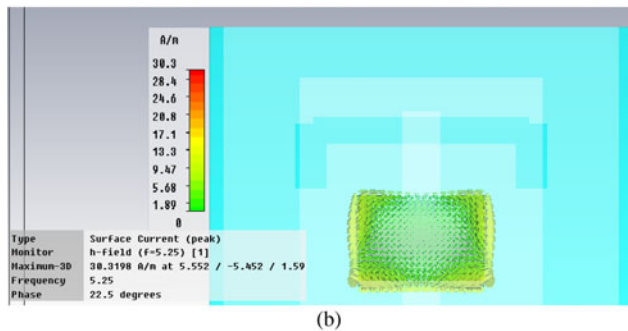 A/m
30.3
28.4
24.6
20.8
17.1
13.3
9.47
5.68
1.89
0
Type Surface Current (peak)
Monitor h-field (f=5.25) [1]
Maximum-3D 30.3198 A/m at 5.552 / -5.452 / 1.59
Frequency 5.25
Phase 22.5 degrees
(b)